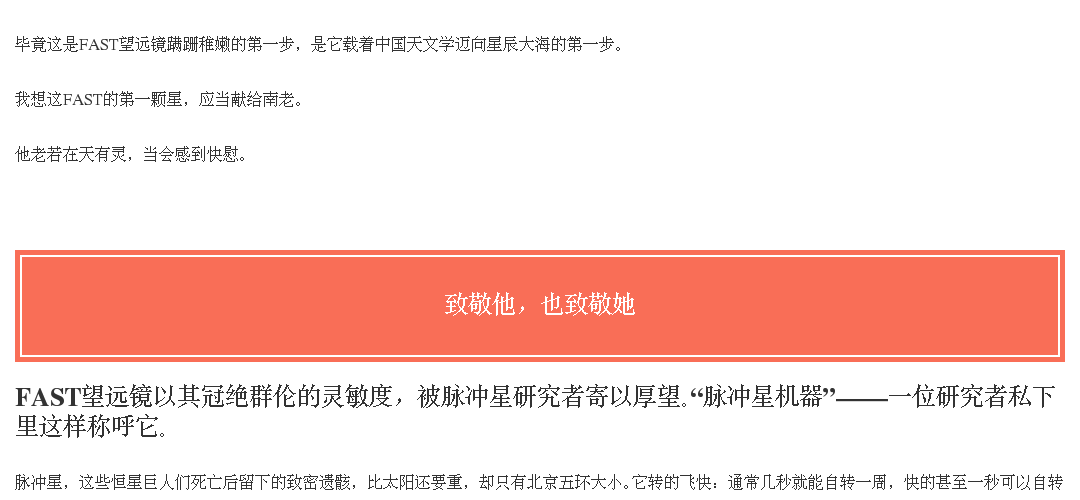 毕竟这是FAST望远镜蹒跚稚嫩的第一步，是它载着中国天文学迈向星辰大海的第一步。
我想这FAST的第一颗星，应当献给南老。
他老若在天有灵，当会感到快慰。
致敬他，也致敬她
FAST望远镜以其冠绝群伦的灵敏度，被脉冲星研究者寄以厚望。“脉冲星机器”——一位研究者私下
里这样称呼它。
脉冲星，这些恒星巨人们死亡后留下的致密遗骸，比太阳还要重，却只有北京五环大小。它转的飞快：通常几秒就能自转一周，快的甚至一秒可以自转